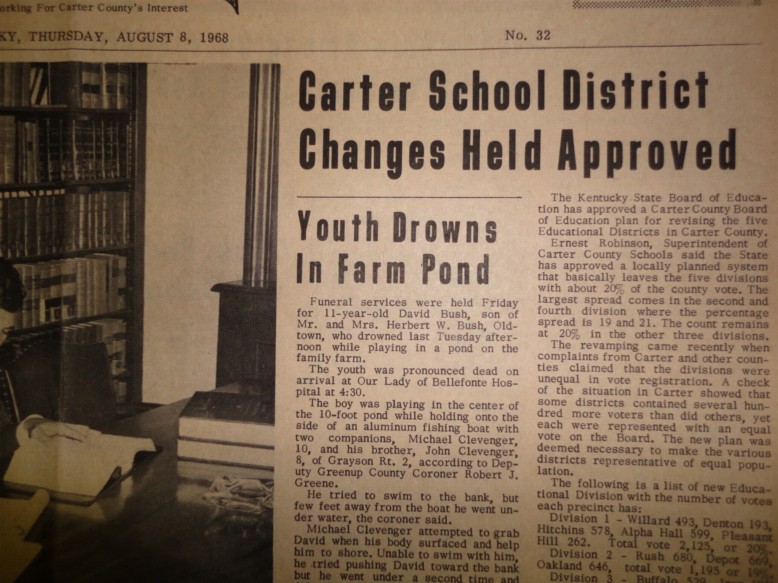 orking For Carter County's Interest
KY, THURSDAY, AUGUST 8, 1968
No. 32
Carter School District
Changes Held Approved
Youth Drowns
In Farm Pond
Funeral services were held Friday
for 11-year-old David Bush, son of
Mr. and Mrs. Herbert W. Bush, Old-
town, who drowned last Tuesday after-
noon while playing in a pond on the
family farm.
The youth was pronounced dead on
arrival at Our Lady of Bellefonte Hos-
pital at 4:30.
The boy was playing in the center of
the 10-foot pond while holding onto the
side of an aluminum fishing boat with
two companions, Michael Clevenger,
10, and his brother, John Clevenger,
8, of Grayson Rt. 2, according to Dep-
uty Greenup County Coroner Robert J.
Greene.
He tried to swim to the bank, but
few feet away from the boat he went un-
der water, the coroner said.
Michael Clevenger attempted to grab
David when his body surfaced and help
him to shore. Unable to swim with him,
he tried pushing David toward the bank
but he went under a second time and
The Kentucky State Board of Educa-
tion has approved a Carter County Board
of Education plan for revising the five
Educational Districts in Carter County.
Ernest Robinson, Superintendent of
Carter County Schools said the State
has approved a locally planned system
that basically leaves the five divisions
with about 20% of the county vote. The
largest spread comes in the second and
fourth division where the percentage
spread is 19 and 21. The count remains
at 20% in the other three divisions.
The revamping came recently when
complaints from Carter and other coun-
ties claimed that the divisions were
unequal in vote registration. A check
of the situation in Carter showed that
some districts contained several hun-
dred more voters than did others, yet
each were represented with an equal
vote on the Board. The new plan was
deemed necessary to make the various
districts representative of equal popu-
lation.
The following is a list of new Educa-
tional Division with the number of votes
each precinct has:
Division 1 - Willard 493, Denton 193,
Hitchins 578, Alpha Hall 599, Pleasant
Hill 262. Total vote 2,125, or 20%.
Division 2 - Rush 680, Depot 669,
Oakland 646, total vote 1,195 or 19%.
Division 3 - Buffalo